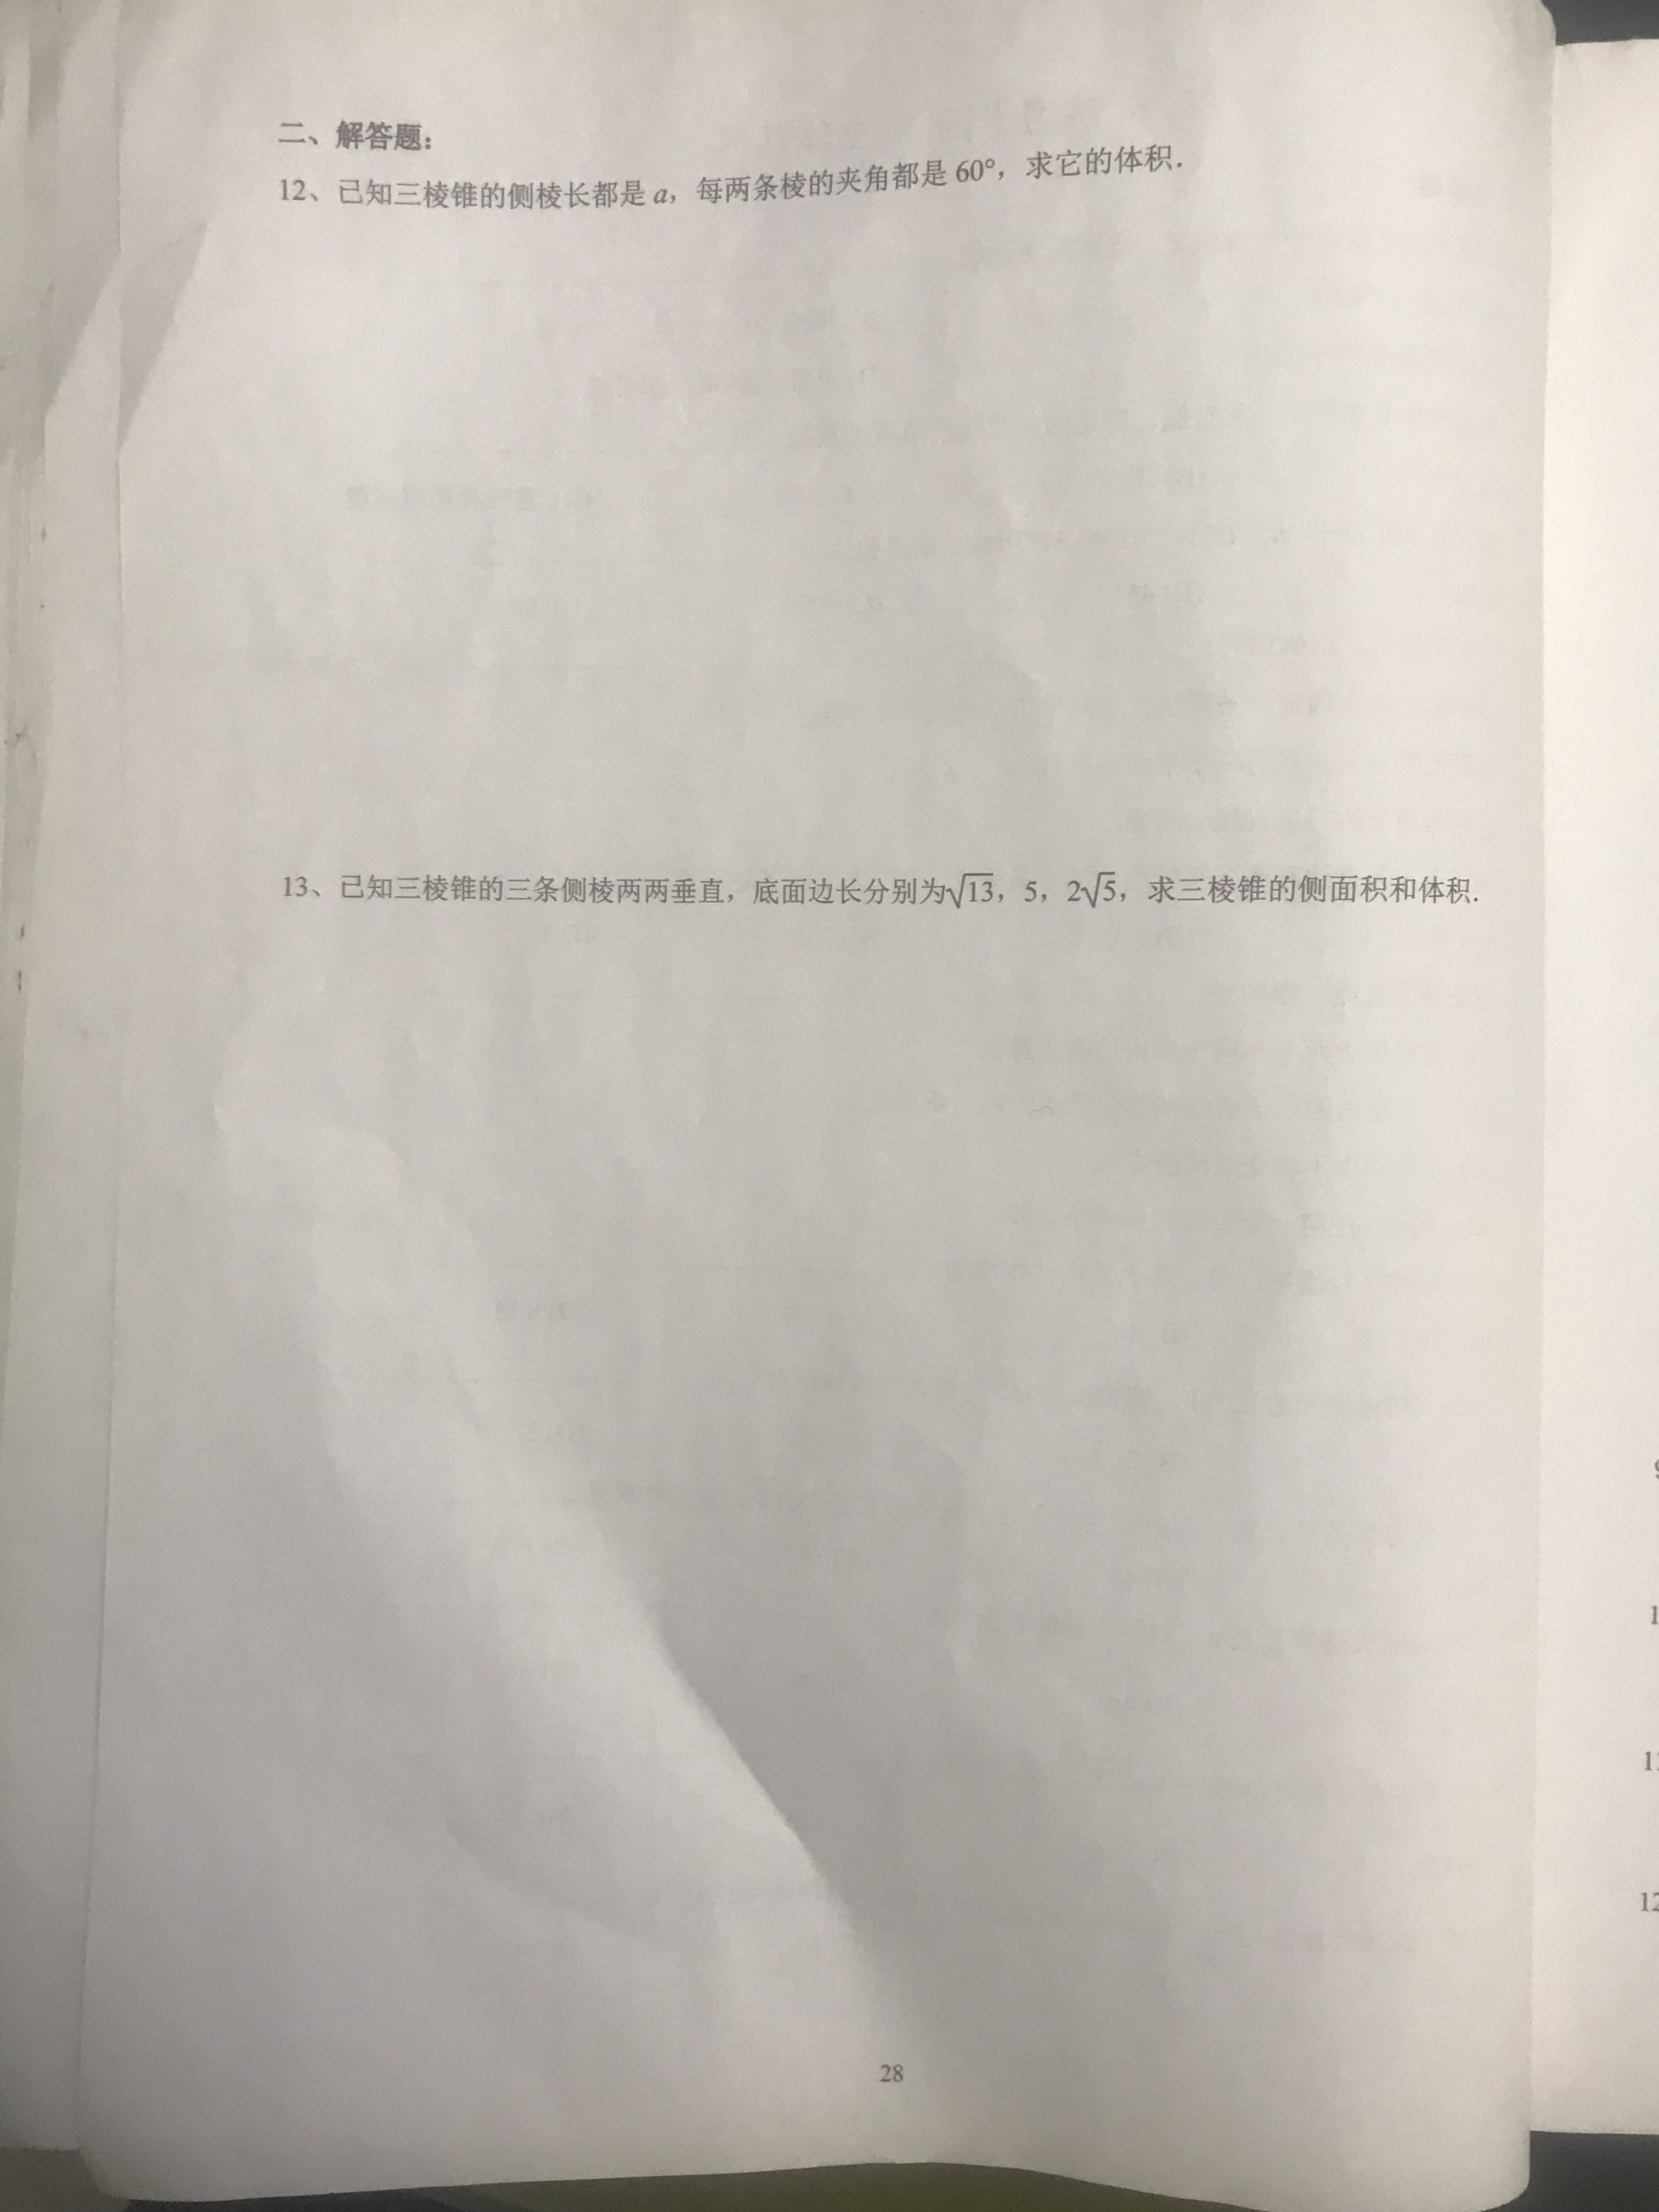 二、解答题：
12、已知三棱锥的侧棱长都是 a，每两条棱的夹角都是 60°，求它的体积.
13、已知三棱锥的三条侧棱两两垂直，底面边长分别为√13，5，2√5，求三棱锥的侧面积和体积.
28
12